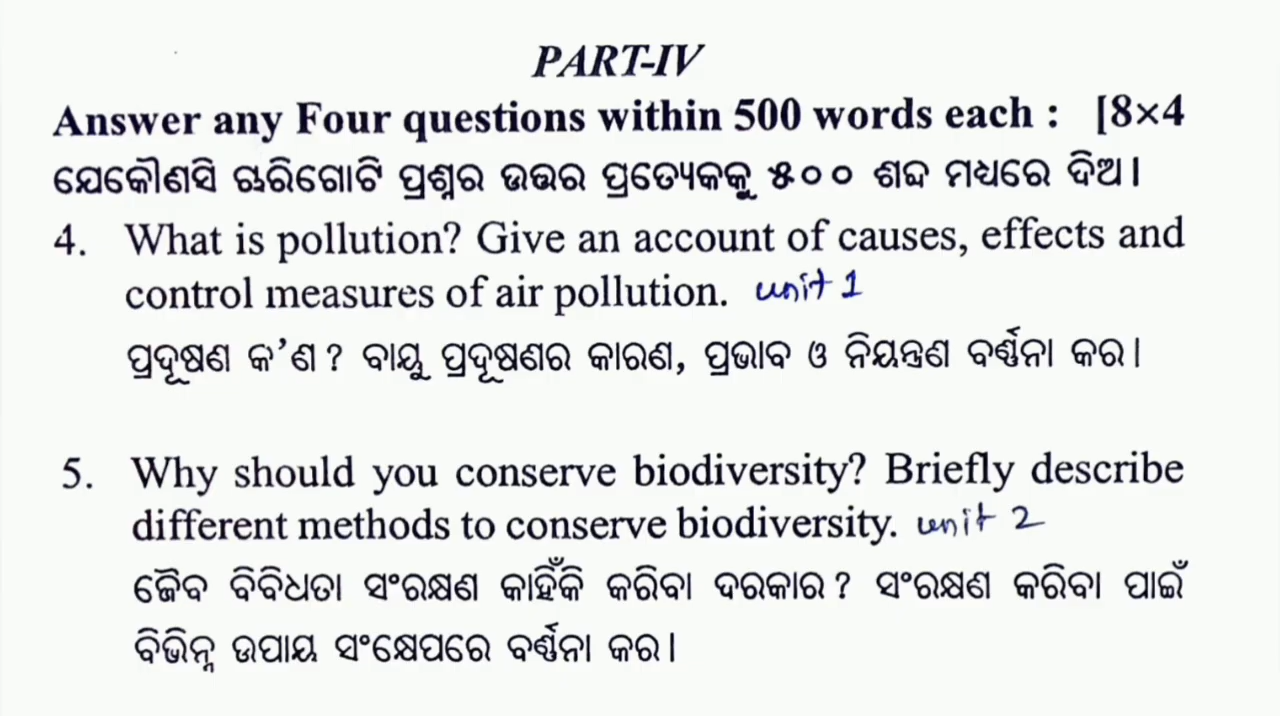 PART-IV
Answer any Four questions within 500 words each : [8×4
ଯେକୌଣସି ଚ୍ଚାରିଗୋଟି ପ୍ରଶ୍ନର ଉତ୍ତର ପ୍ରତ୍ୟେକକୁ ୫୦୦ ଶବ୍ଦ ମଧ୍ୟରେ ଦିଅ।
4. What is pollution? Give an account of causes, effects and
control measures of air pollution. unit 1
ପ୍ରଦୂଷଣ କ’ଣ ? ବାୟୁ ପ୍ରଦୂଷଣର କାରଣ, ପ୍ରଭାବ ଓ ନିୟନ୍ତ୍ରଣ ବର୍ଣ୍ଣନା କର।
5. Why should you conserve biodiversity? Briefly describe
different methods to conserve biodiversity. unit 2
ଜୈବ ବିବିଧତା ସଂରକ୍ଷଣ କାହିଁକି କରିବା ଦରକାର ? ସଂରକ୍ଷଣ କରିବା ପାଇଁ
ବିଭିନ୍ନ ଉପାୟ ସଂକ୍ଷେପରେ ବର୍ଣ୍ଣନା କର।